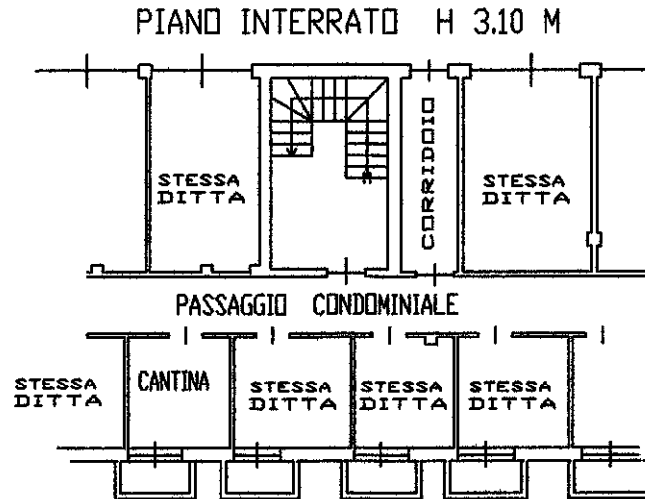 PIANO INTERRATO H 3.10 M
STESSA
DITTA
CORRIDOIO
STESSA
DITTA
PASSAGGIO CONDOMINIALE
STESSA
DITTA
CANTINA
STESSA
DITTA
STESSA
DITTA
STESSA
DITTA